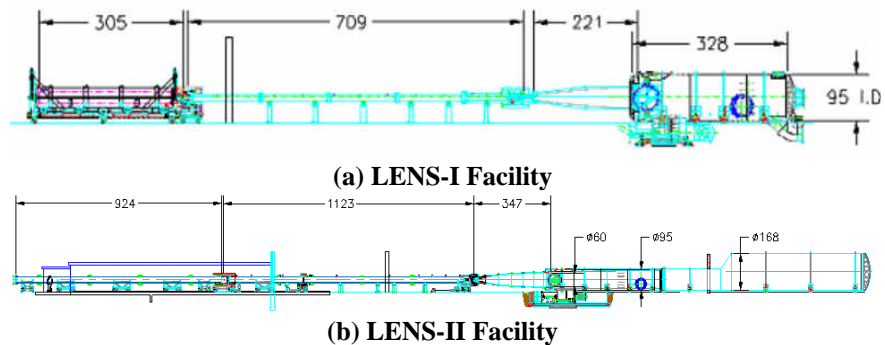 305 709 221 328
95 I.D
(a) LENS-I Facility
924 1123 347
ø60 ø95 ø168
(b) LENS-II Facility